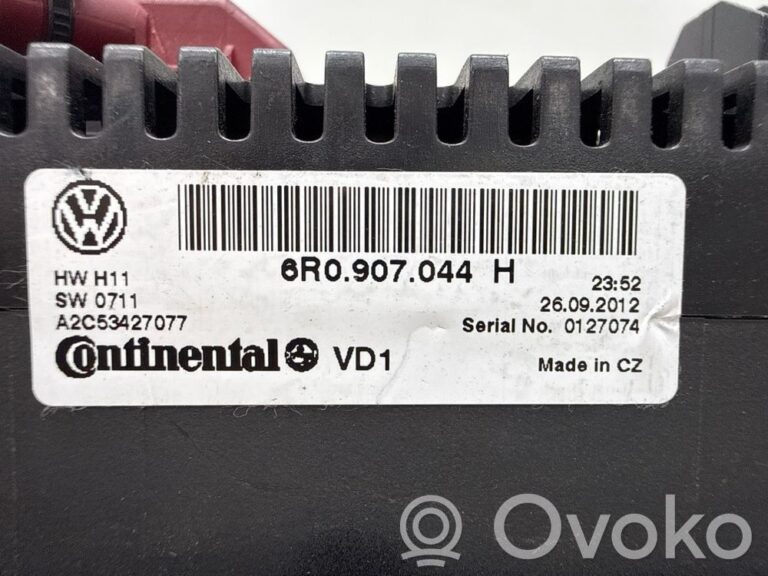 VW
6R0.907.044 H
HW H11
SW 0711
A2C53427077
23:52
26.09.2012
Serial No. 0127074
Continental VD1
Made in CZ
Ovoko